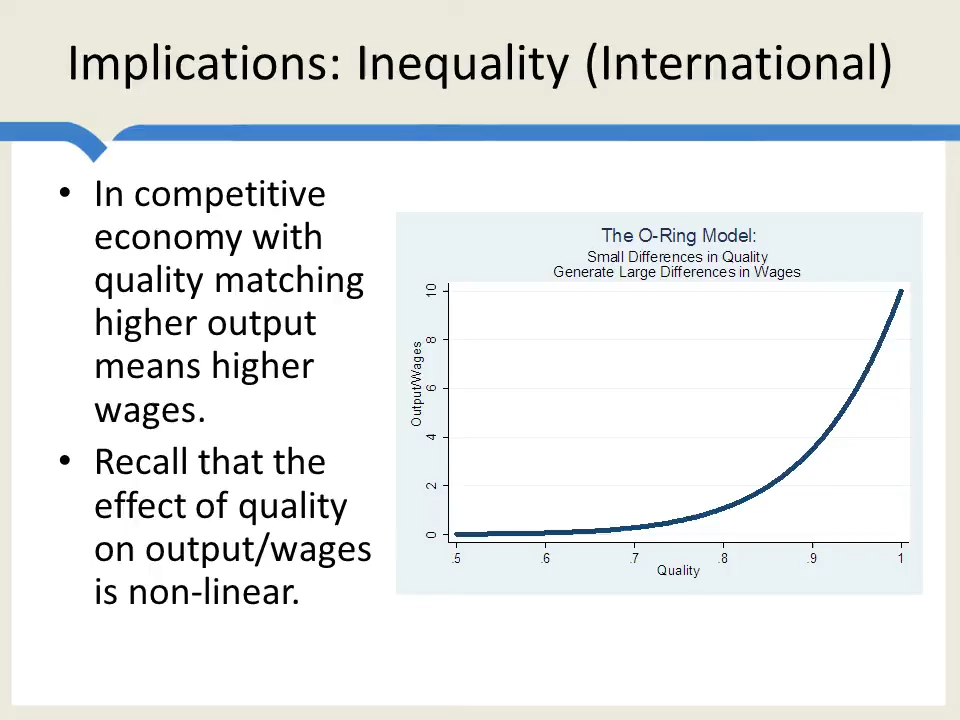 Implications: Inequality (International)
• In competitive
economy with
quality matching
higher output
means higher
wages.
• Recall that the
effect of quality
on output/wages
is non-linear.
The O-Ring Model:
Small Differences in Quality
Generate Large Differences in Wages
Output/Wages
10
8
6
4
2
0
.5 .6 .7 .8 .9 1
Quality